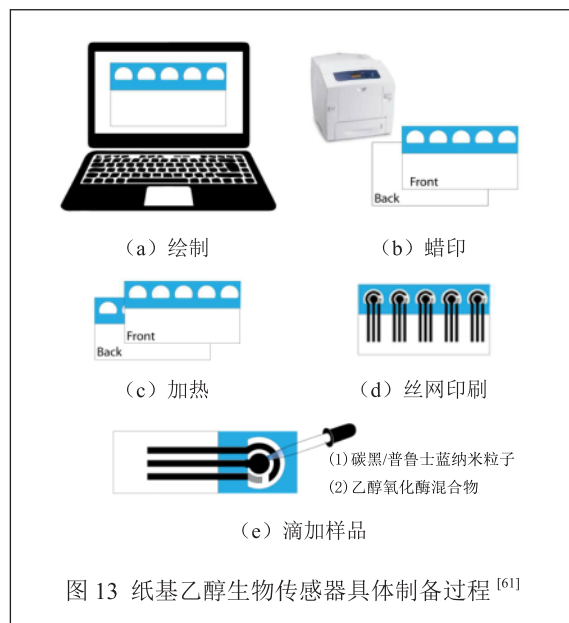 （a）绘制
Front
Back
（b）蜡印
Front
Back
（c）加热
（d）丝网印刷
(1) 碳黑/普鲁士蓝纳米粒子
(2) 乙醇氧化酶混合物
（e）滴加样品
图 13 纸基乙醇生物传感器具体制备过程 [61]